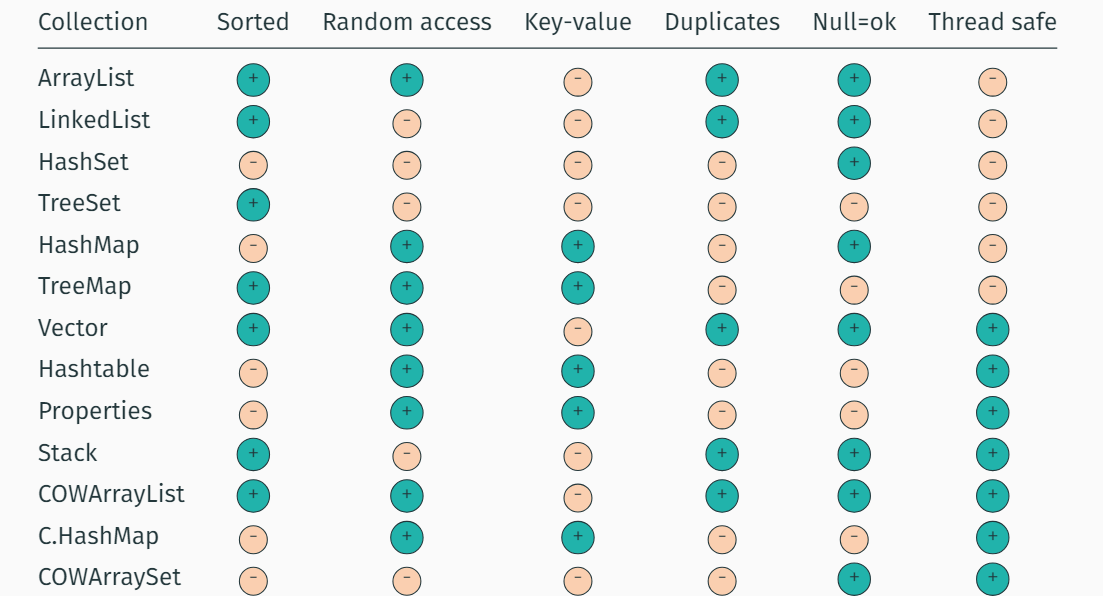 Collection Sorted Random access Key-value Duplicates Null=ok Thread safe
ArrayList + + - + + -
LinkedList + - - + + -
HashSet - - - - + -
TreeSet + - - - - -
HashMap - + + - + -
TreeMap + + + - - -
Vector + + - + + +
Hashtable - + + - - +
Properties - + + - - +
Stack + - - + + +
COWArrayList + + - + + +
C.HashMap - + + - - +
COWArraySet - - - - + +